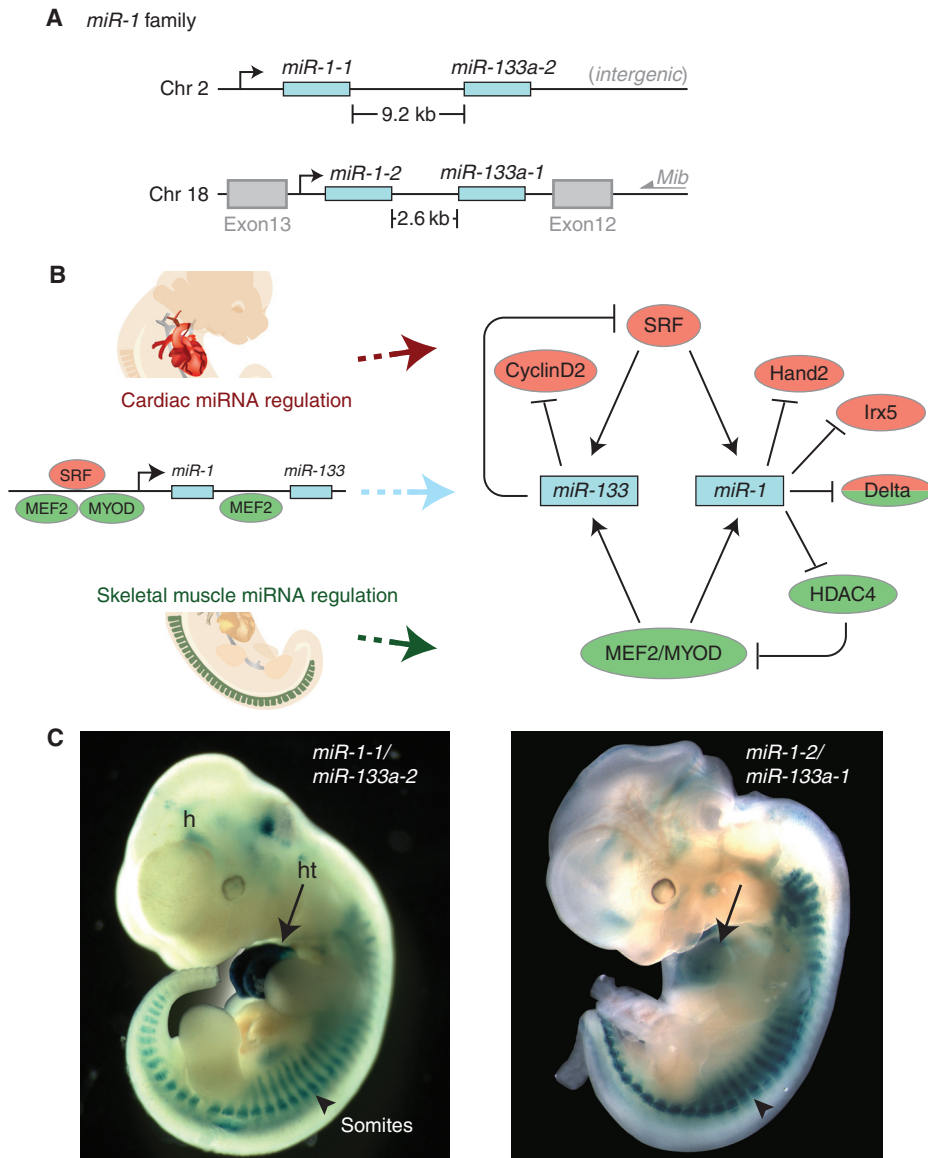 A miR-1 family
miR-1-1 miR-133a-2 (intergenic)
Chr 2
9.2 kb
miR-1-2 miR-133a-1 Mib
Chr 18
Exon13 2.6 kb Exon12
B
SRF
CyclinD2 Hand2
Cardiac miRNA regulation
Irx5
SRF miR-1 miR-133
MEF2 MYOD MEF2
miR-133 miR-1 Delta
Skeletal muscle miRNA regulation
HDAC4
MEF2/MYOD
C
miR-1-1/
miR-133a-2
h
ht
Somites
miR-1-2/
miR-133a-1